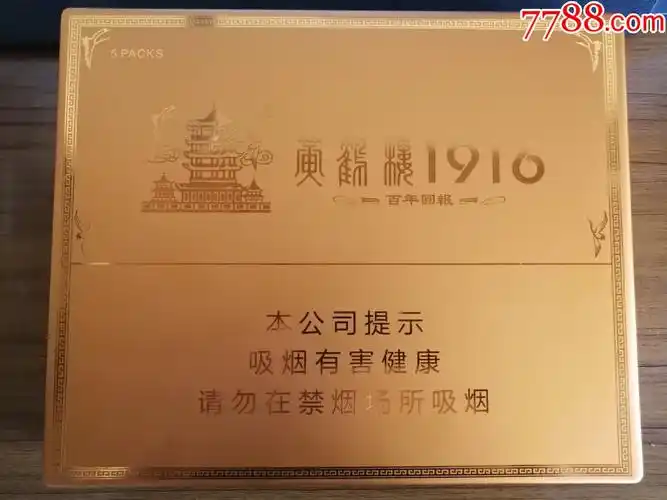 7788.com
5 PACKS
黄鹤楼1916
百年回报
本公司提示
吸烟有害健康
请勿在禁烟场所吸烟